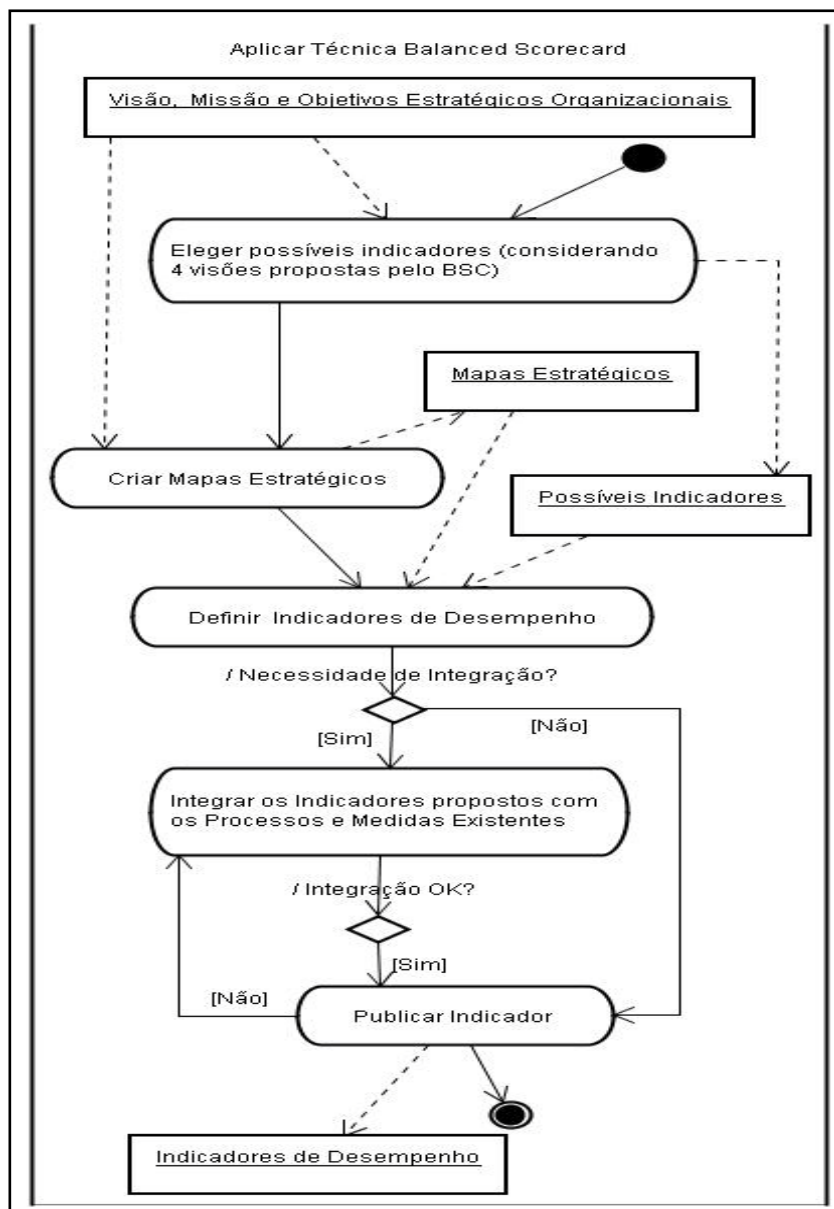 Aplicar Técnica Balanced Scorecard
Visão, Missão e Objetivos Estratégicos Organizacionais
Eleger possíveis indicadores (considerando
4 visões propostas pelo BSC)
Mapas Estratégicos
Criar Mapas Estratégicos
Possíveis Indicadores
Definir Indicadores de Desempenho
/ Necessidade de Integração?
[Sim]
[Não]
Integrar os Indicadores propostos com
os Processos e Medidas Existentes
/ Integração OK?
[Sim]
[Não]
Publicar Indicador
Indicadores de Desempenho